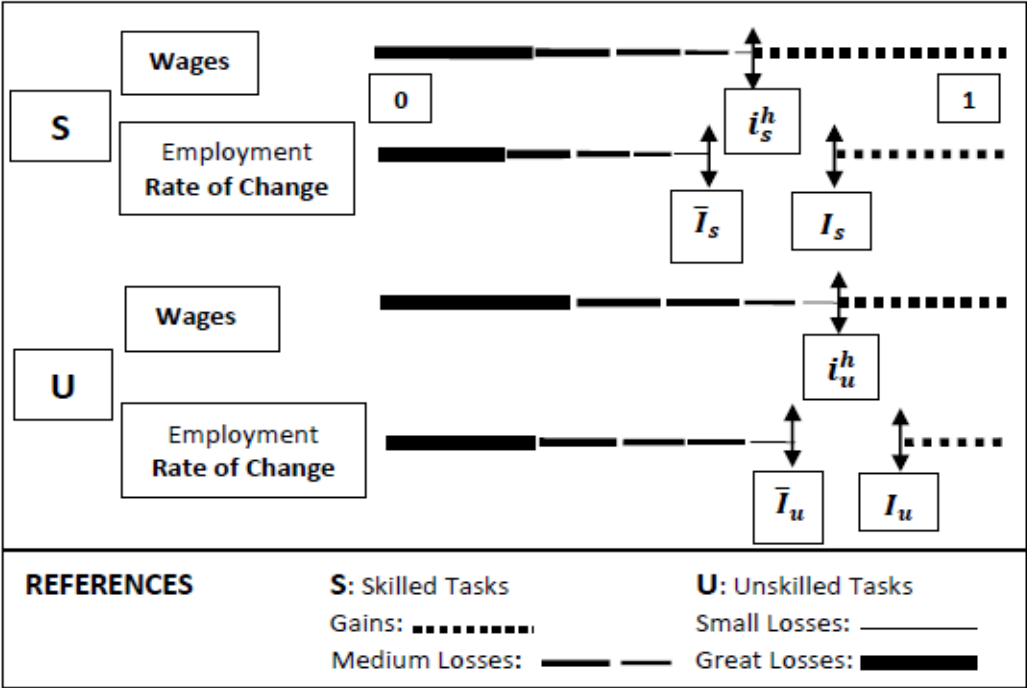 Wages
0
1
S
i_s^h
Employment
Rate of Change
Ī_s
I_s
Wages
U
i_u^h
Employment
Rate of Change
Ī_u
I_u
REFERENCES
S: Skilled Tasks
U: Unskilled Tasks
Gains:
Small Losses:
Medium Losses:
Great Losses: